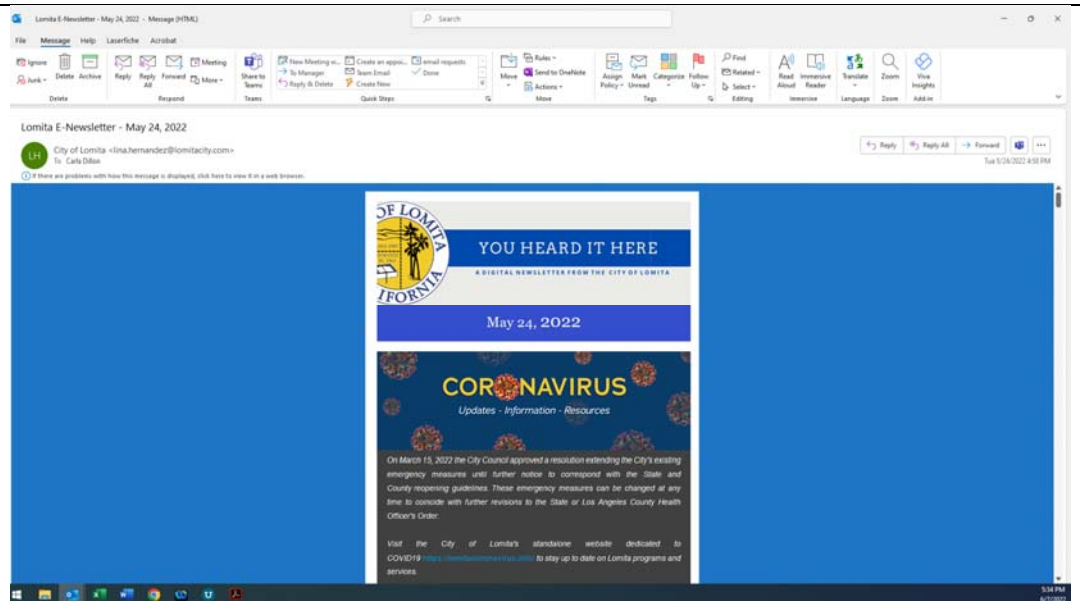 Lomita E-Newsletter - May 24, 2022 - Message (HTML)
Search
File Message Help Laserfiche Acrobat
Ignore
Junk
Delete
Archive
Reply
Reply All
Forward
Meeting
More
Share to Teams
New Meeting w...
To Manager
Reply & Delete
Create an appoi...
Team Email
Create New
email requests
Done
Move
Rules
Send to OneNote
Actions
Assign Policy
Mark Unread
Categorize
Follow Up
Find
Related
Select
Read Aloud
Immersive Reader
Translate
Zoom
Viva Insights
Delete Respond Teams Quick Steps Move Tags Editing Immersive Language Zoom Add-in
Lomita E-Newsletter - May 24, 2022
LH
City of Lomita <lina.hernandez@lomitacity.com>
To Carla Dillon
Reply Reply All Forward
Tue 5/24/2022 4:58 PM
If there are problems with how this message is displayed, click here to view it in a web browser.
OF LOMITA
IFORNI
YOU HEARD IT HERE
A DIGITAL NEWSLETTER FROM THE CITY OF LOMITA
May 24, 2022
CORONAVIRUS
Updates - Information - Resources
On March 15, 2022 the City Council approved a resolution extending the City's existing
emergency measures until further notice to correspond with the State and
County reopening guidelines. These emergency measures can be changed at any
time to coincide with further revisions to the State or Los Angeles County Health
Officer's Order.
Visit the City of Lomita's standalone website dedicated to
COVID19 to stay up to date on Lomita programs and
services.
5:34 PM
6/7/2022